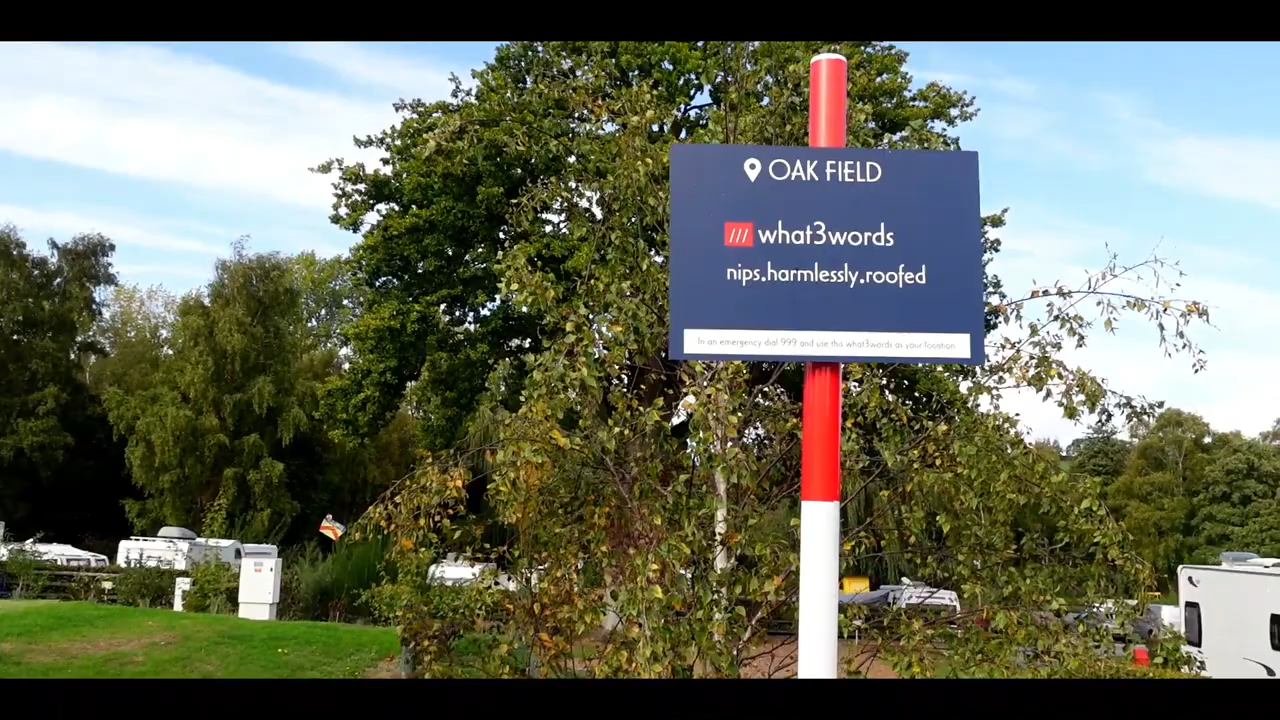 OAK FIELD
what3words
nips.harmlessly.roofed
In an emergency dial 999 and use this what3words as your location